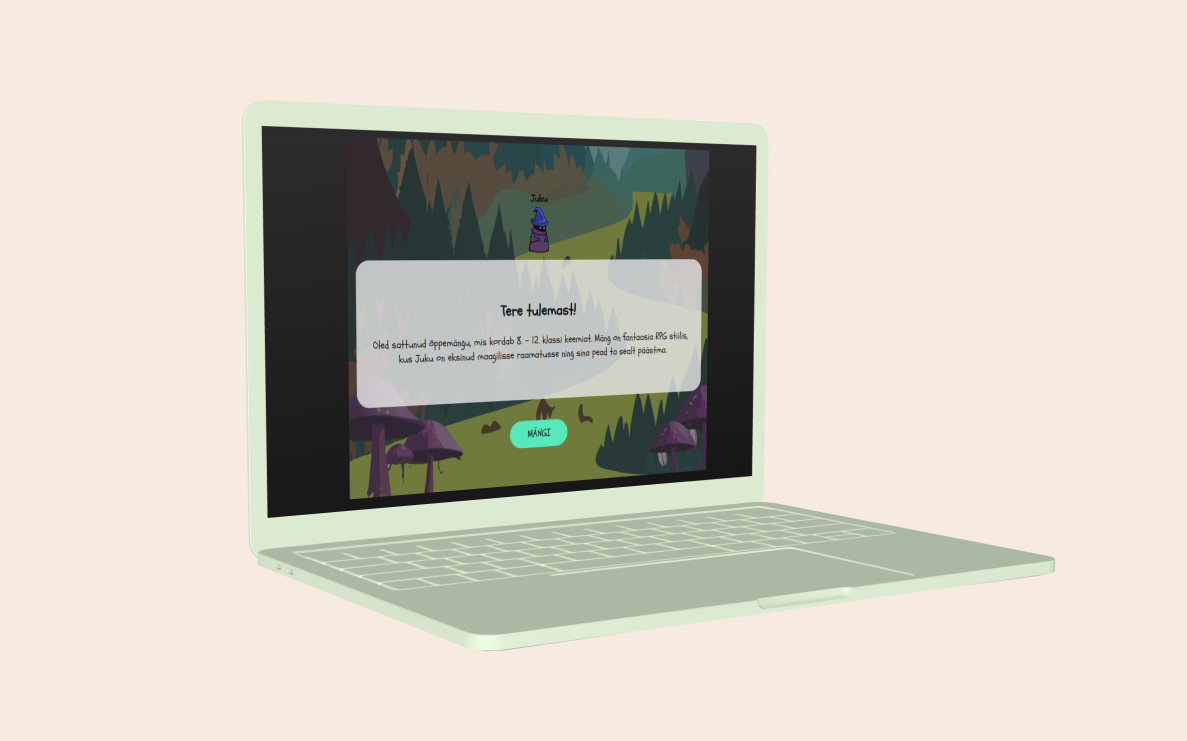 Juku
Tere tulemast!
Oled sattunud õppemängu, mis kordab 8. - 12. klassi keemiat. Mäng on fantaasia RPG stiilis,
kus Juku on eksinud maagilisse raamatusse ning sina pead ta sealt päästma.
MÄNGI